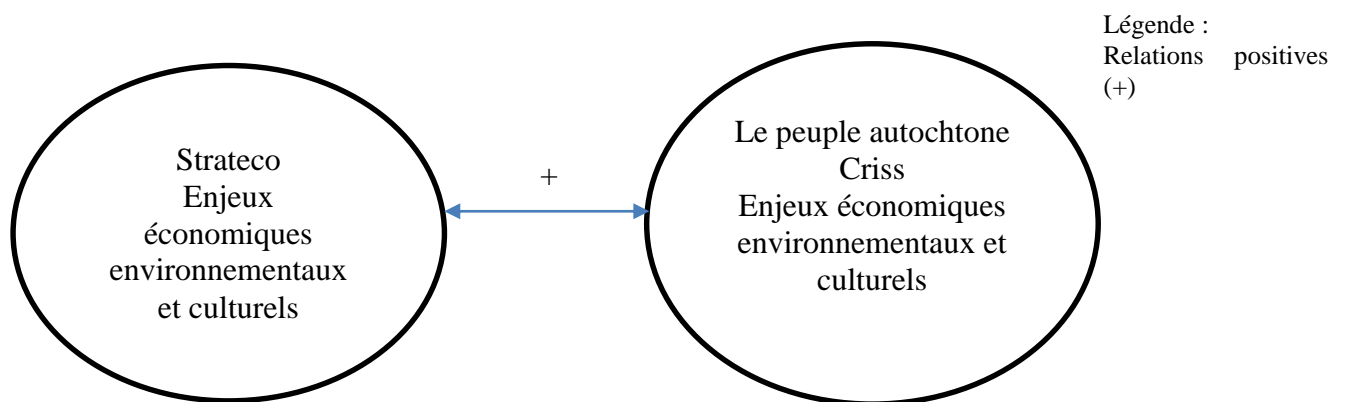 Légende :
Relations positives
(+)
Strateco
Enjeux
économiques
environnementaux
et culturels
+
Le peuple autochtone
Criss
Enjeux économiques
environnementaux et
culturels